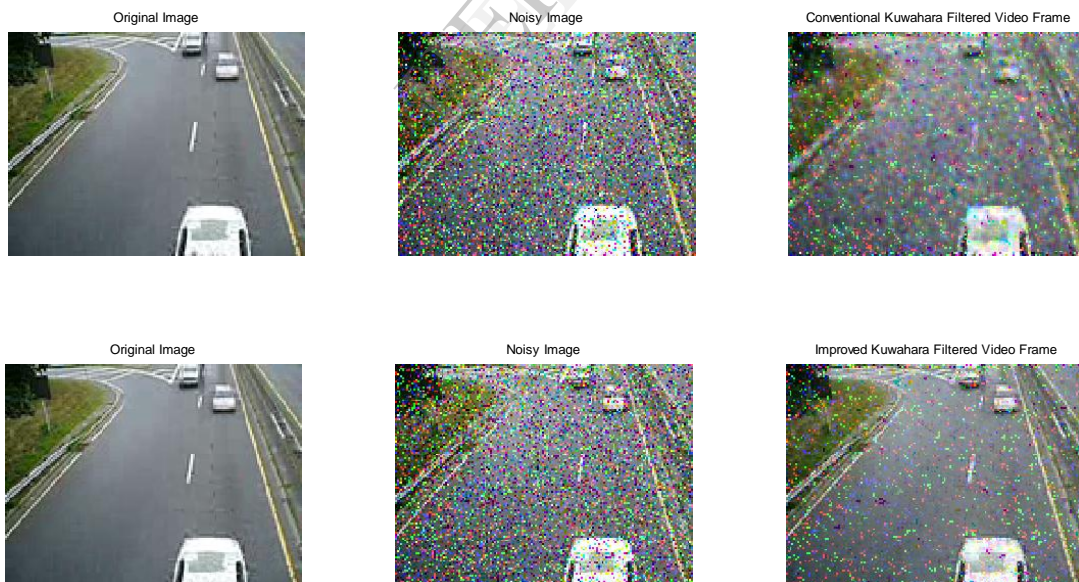 Original Image
Noisy Image
Conventional Kuwahara Filtered Video Frame
Original Image
Noisy Image
Improved Kuwahara Filtered Video Frame